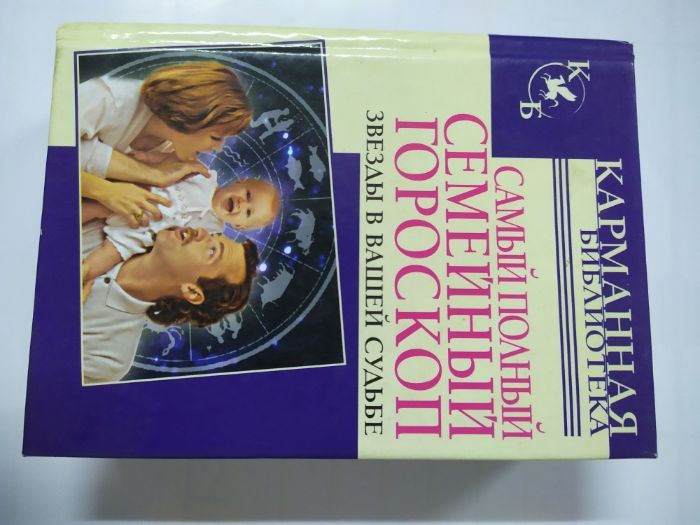 К
Б
КАРМАННАЯ
БИБЛИОТЕКА
САМЫЙ ПОЛНЫЙ
СЕМЕЙНЫЙ
ГОРОСКОП
ЗВЕЗДЫ В ВАШЕЙ СУДЬБЕ